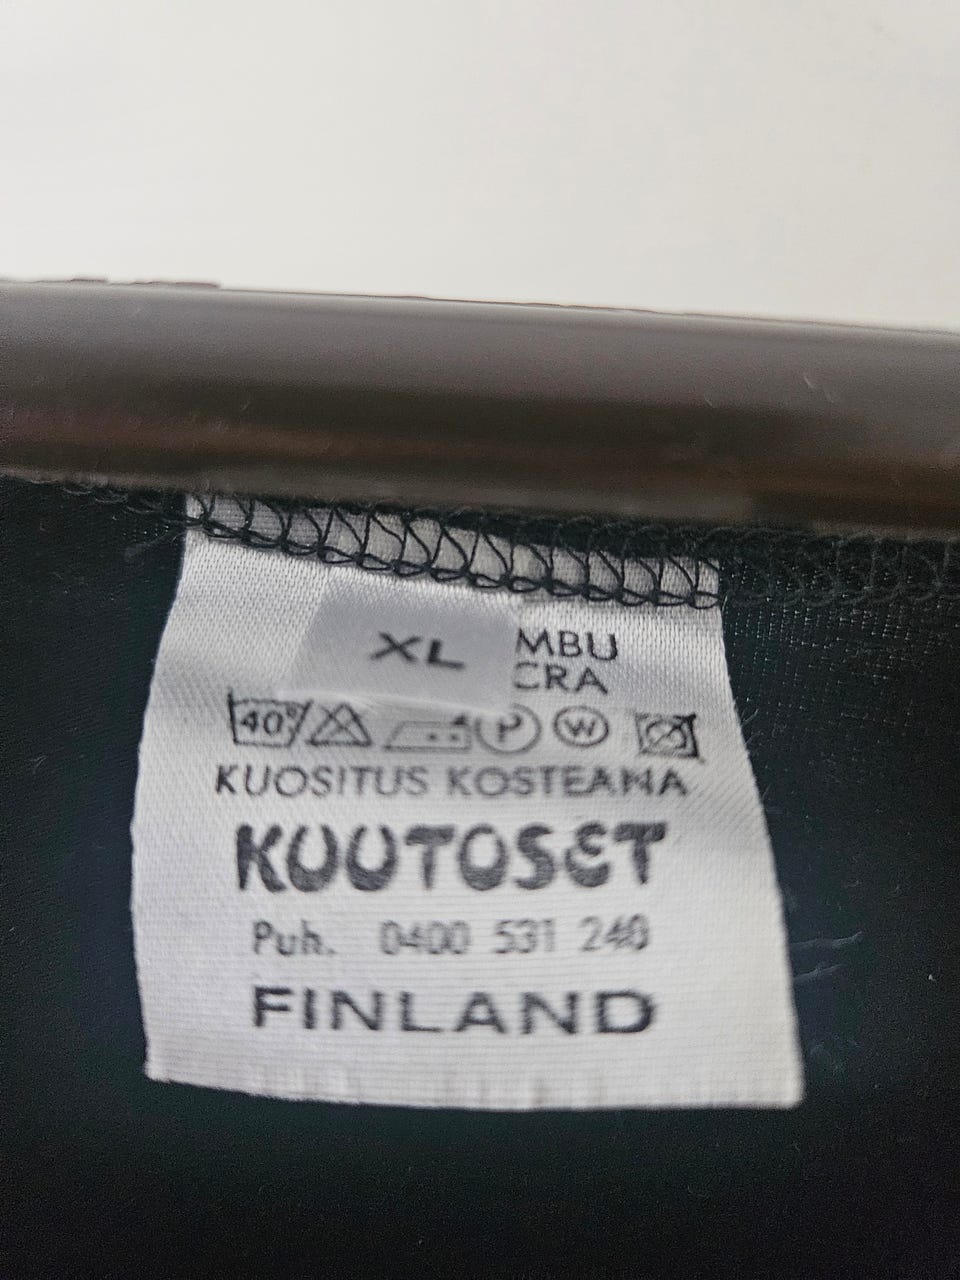 XL
MBU
CRA
40° P W
KUOSITUS KOSTEANA
KUUTOSET
Puh. 0400 531 240
FINLAND